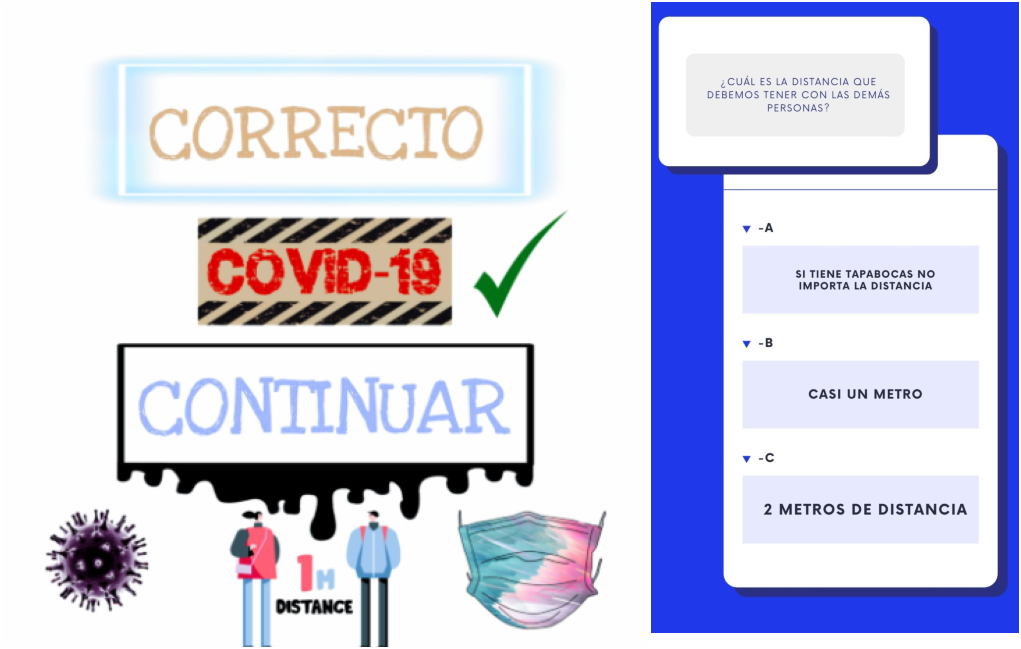 CORRECTO
COVID-19
CONTINUAR
1M
DISTANCE
¿CUÁL ES LA DISTANCIA QUE
DEBEMOS TENER CON LAS DEMÁS
PERSONAS?
-A
SI TIENE TAPABOCAS NO
IMPORTA LA DISTANCIA
-B
CASI UN METRO
-C
2 METROS DE DISTANCIA